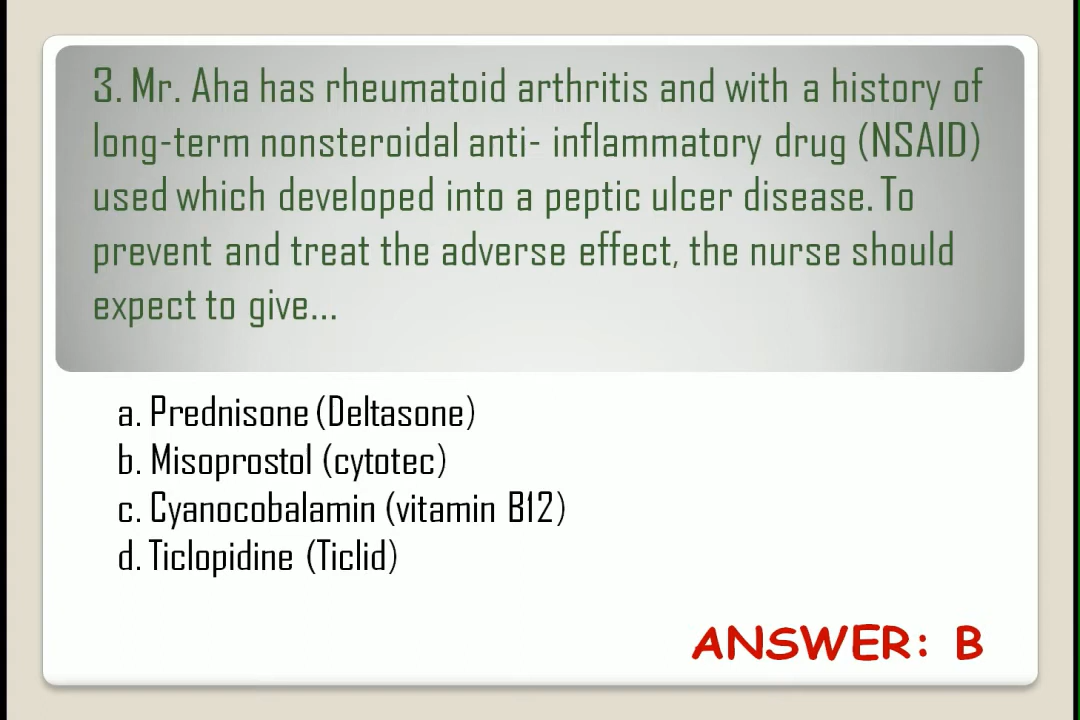 3. Mr. Aha has rheumatoid arthritis and with a history of
long-term nonsteroidal anti- inflammatory drug (NSAID)
used which developed into a peptic ulcer disease. To
prevent and treat the adverse effect, the nurse should
expect to give...
a. Prednisone (Deltasone)
b. Misoprostol (cytotec)
c. Cyanocobalamin (vitamin B12)
d. Ticlopidine (Ticlid)
ANSWER: B